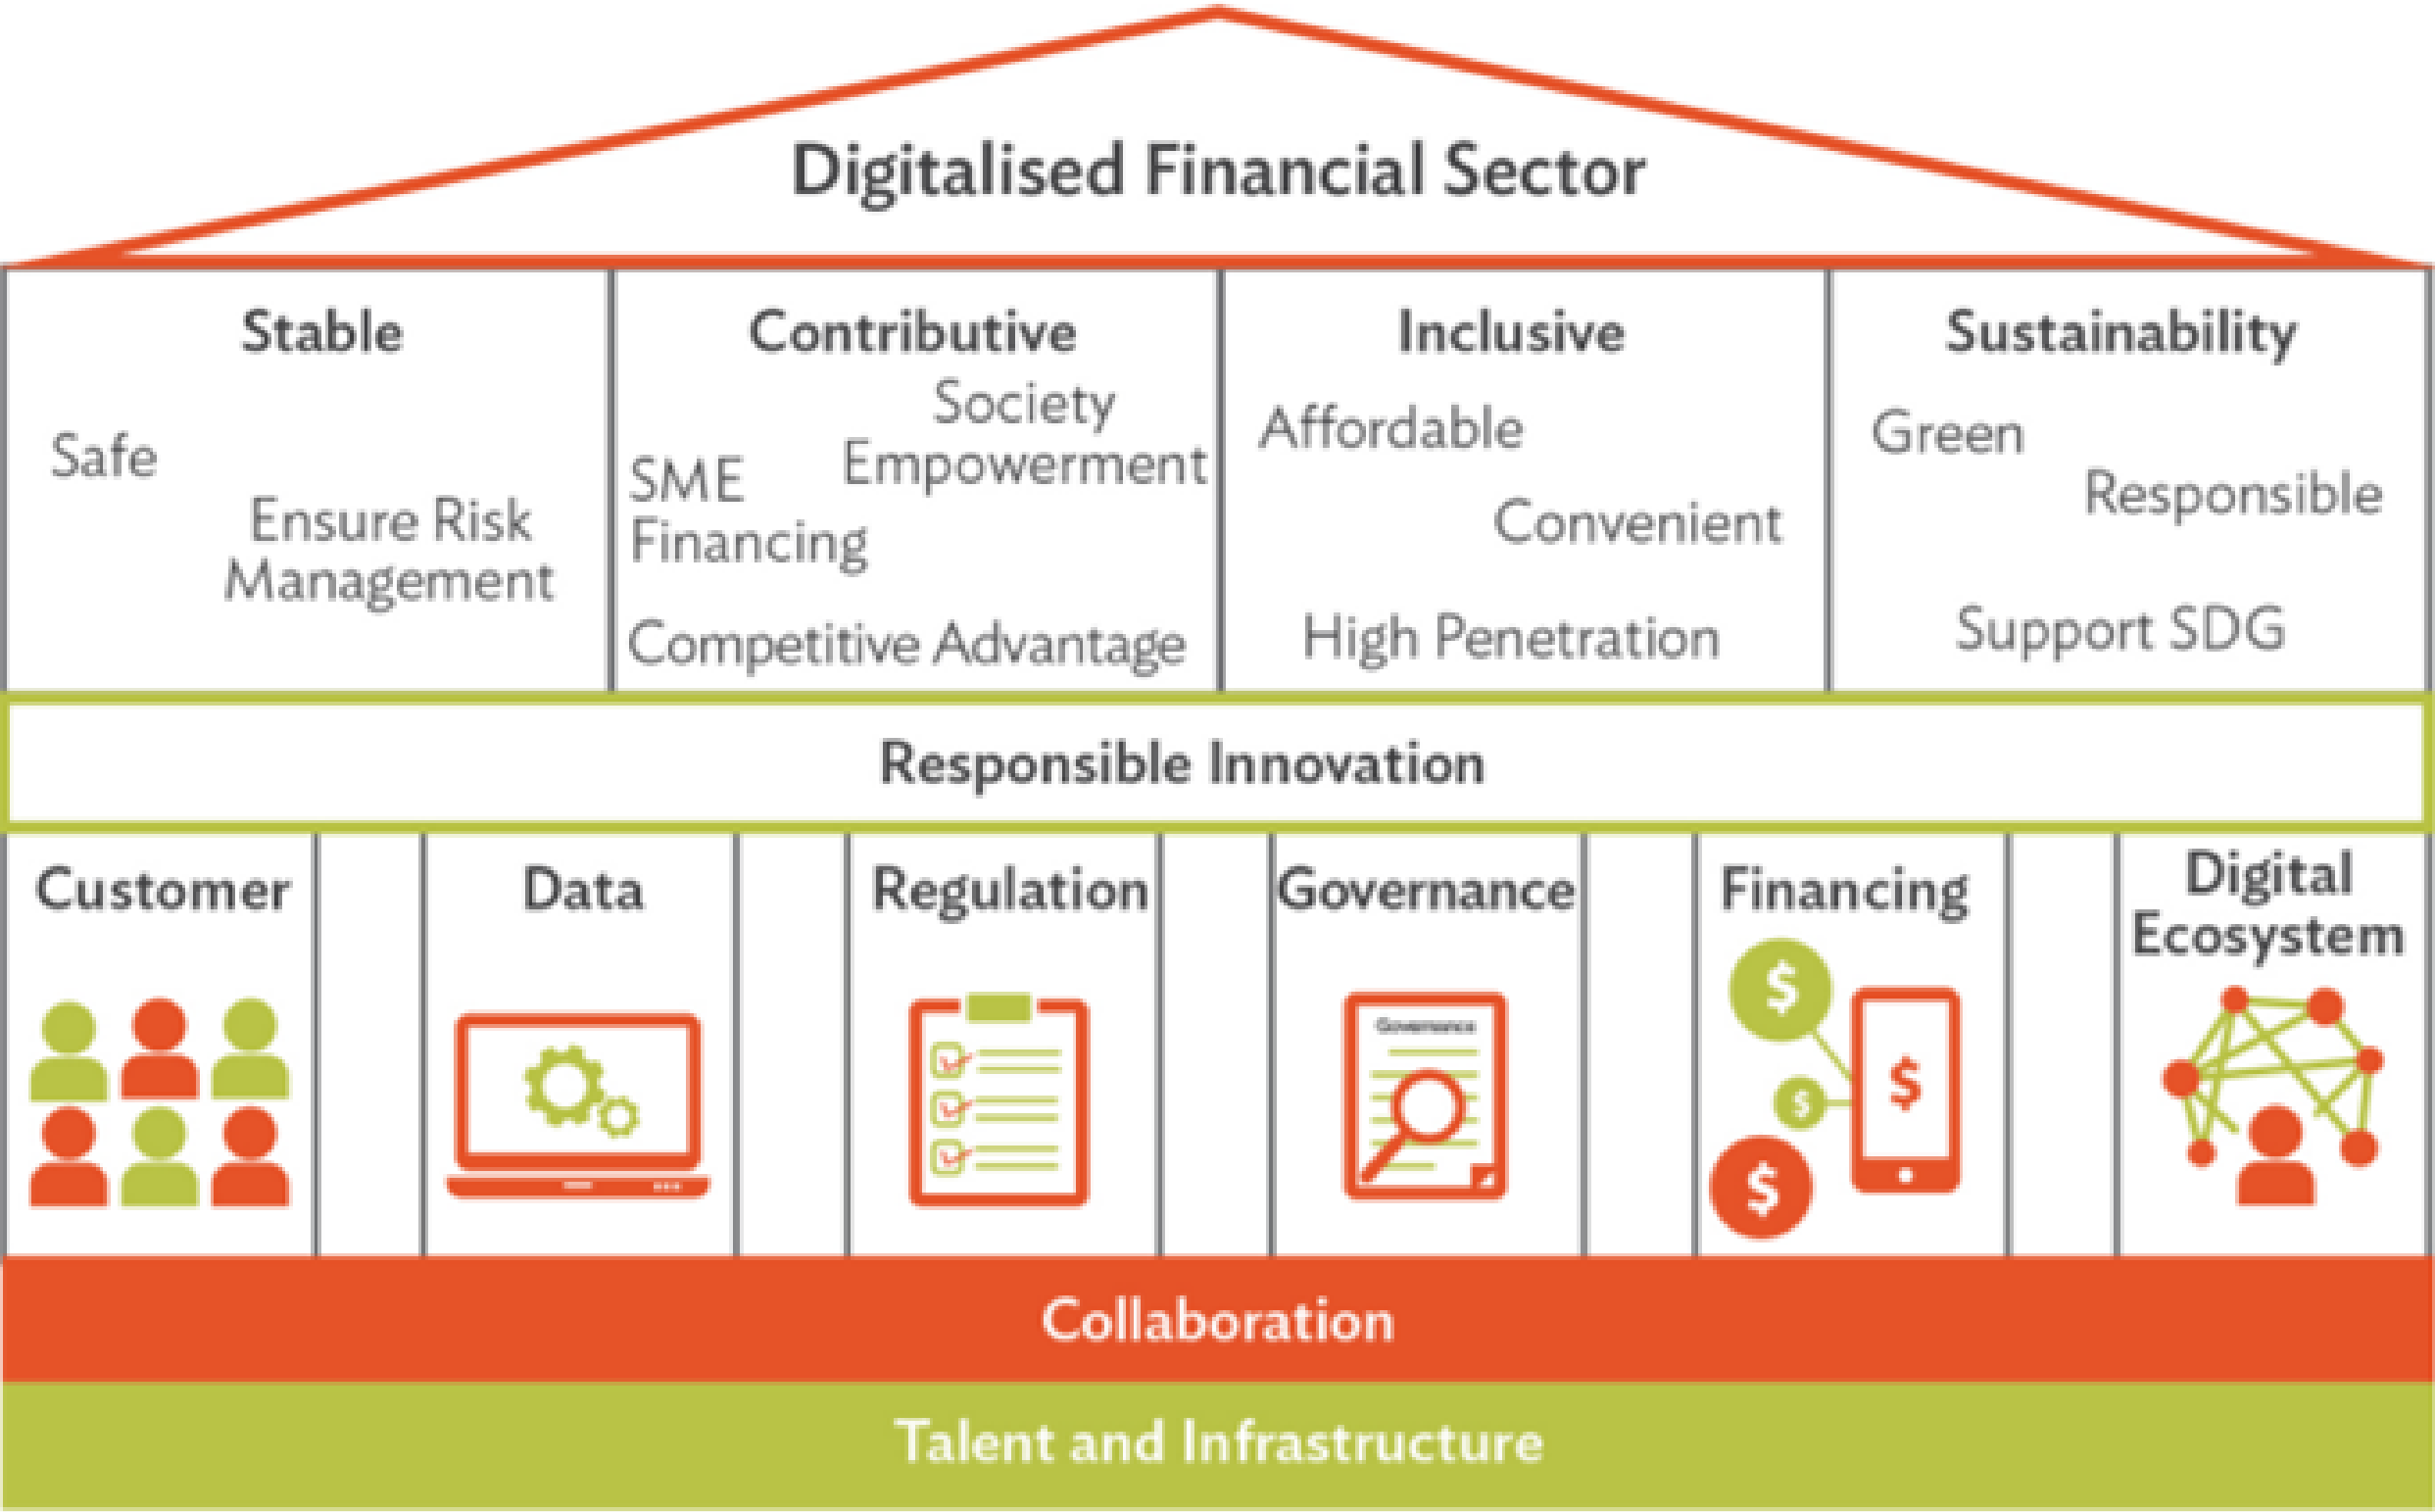 Digitalised Financial Sector
Stable
Safe
Ensure Risk
Management
Contributive
Society
Empowerment
SME
Financing
Competitive Advantage
Inclusive
Affordable
Convenient
High Penetration
Sustainability
Green
Responsible
Support SDG
Responsible Innovation
Customer
Data
Regulation
Governance
Governance
Financing
$
$
$
$
Digital
Ecosystem
Collaboration
Talent and Infrastructure